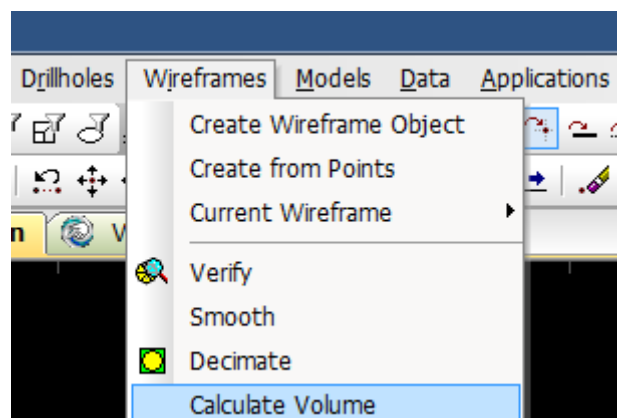 Drillholes Wireframes Models Data Applications
Create Wireframe Object
Create from Points
Current Wireframe
Verify
Smooth
Decimate
Calculate Volume